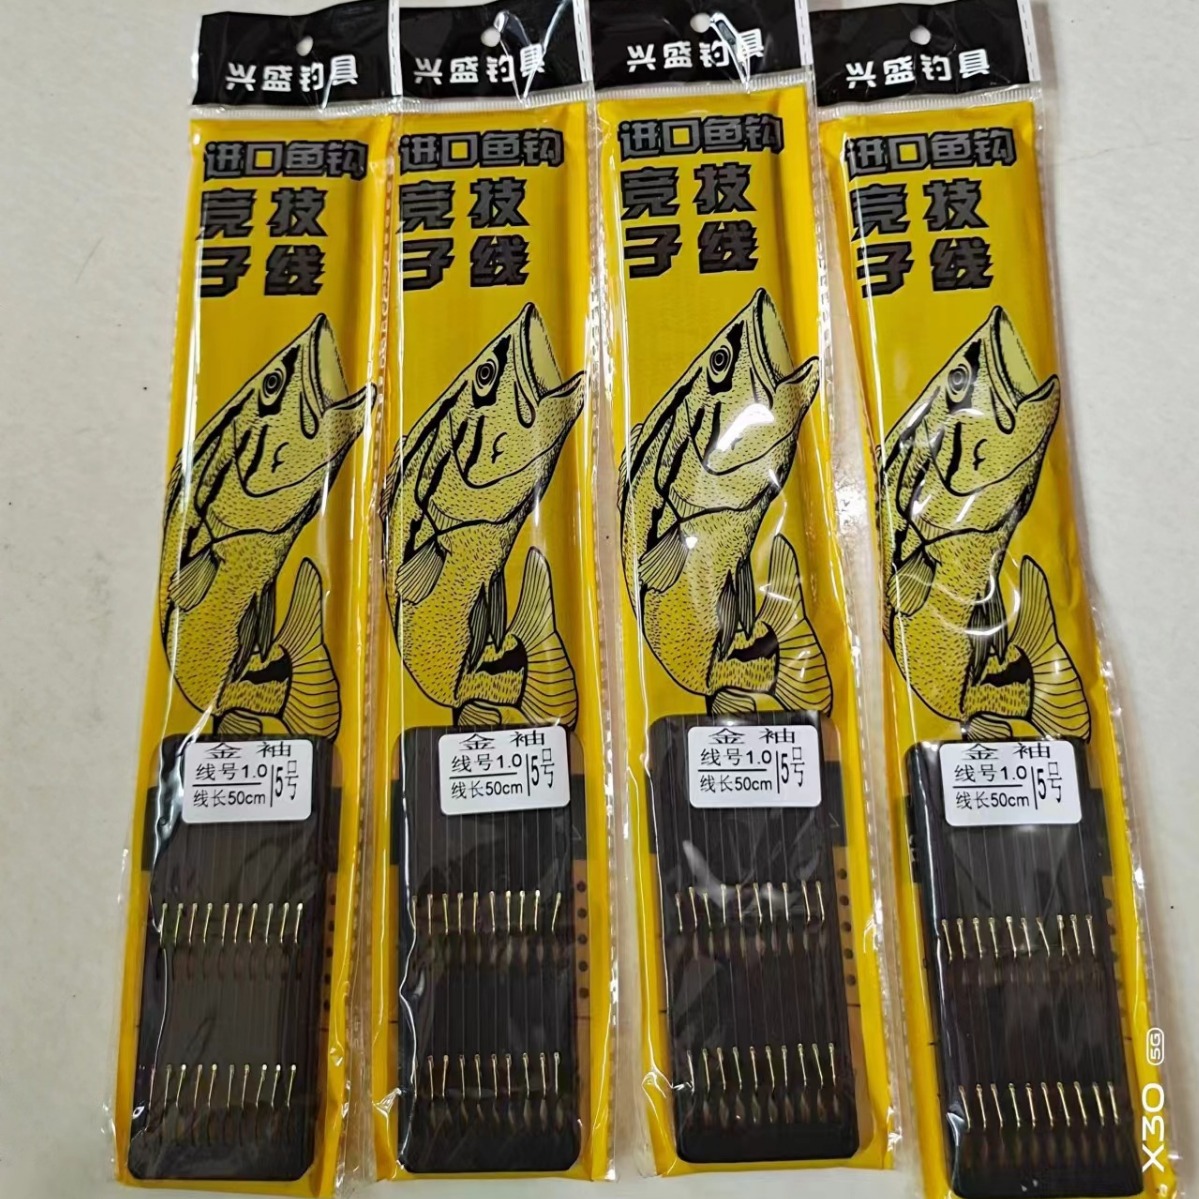 兴盛钓具
进口鱼钩
竞技
子线
金袖
线号1.0
线长50cm
5号
兴盛钓具
进口鱼钩
竞技
子线
金袖
线号1.0
线长50cm
5号
兴盛钓具
进口鱼钩
竞技
子线
金袖
线号1.0
线长50cm
5号
兴盛钓具
进口鱼钩
竞技
子线
金袖
线号1.0
线长50cm
5号
X30 5G